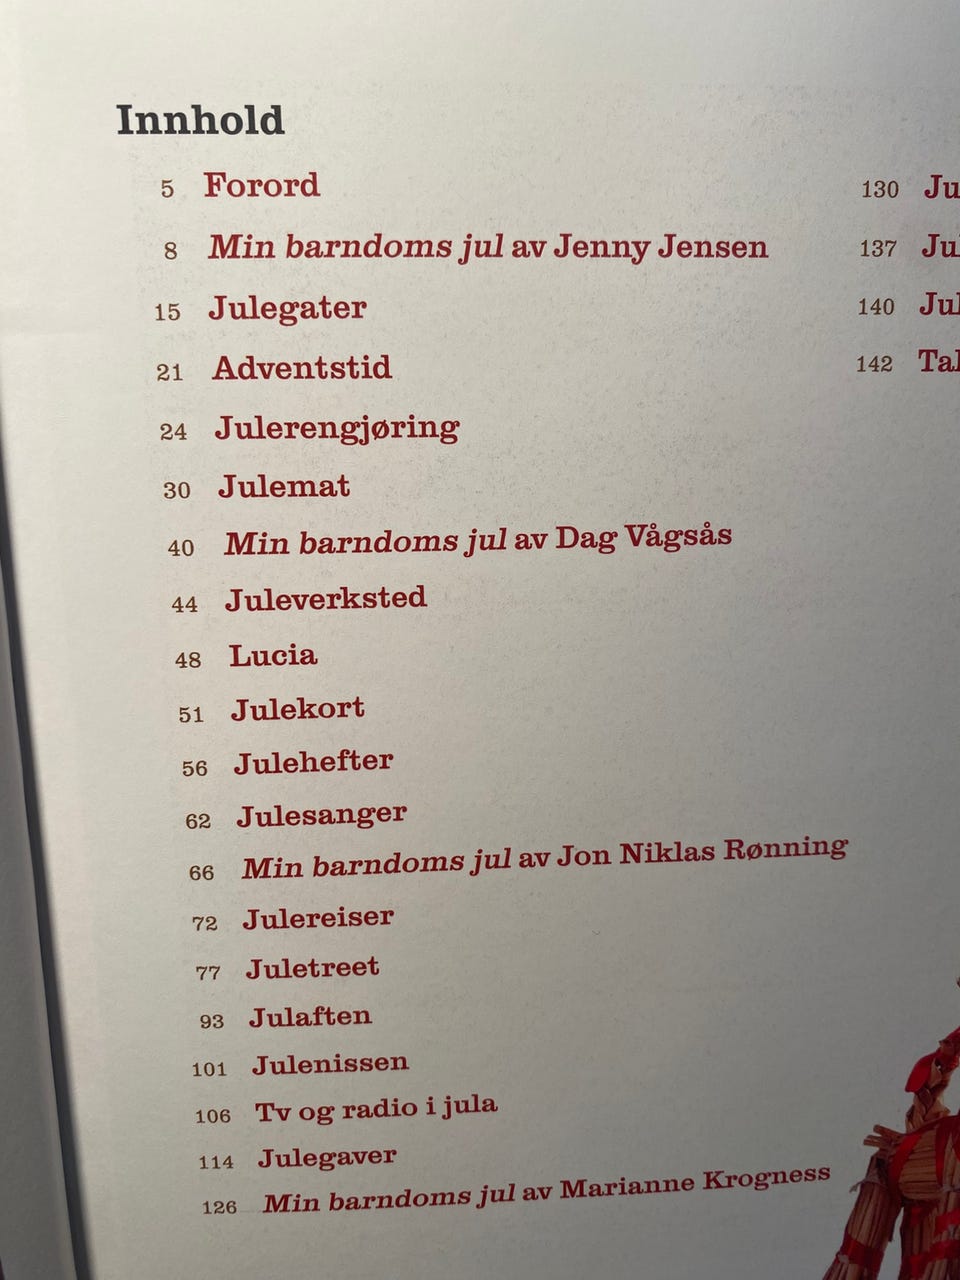 Innhold
5 Forord
8 Min barndoms jul av Jenny Jensen
15 Julegater
21 Adventstid
24 Julerengjøring
30 Julemat
40 Min barndoms jul av Dag Vågsås
44 Juleverksted
48 Lucia
51 Julekort
56 Julehefter
62 Julesanger
66 Min barndoms jul av Jon Niklas Rønning
72 Julereiser
77 Juletreet
93 Julaften
101 Julenissen
106 Tv og radio i jula
114 Julegaver
126 Min barndoms jul av Marianne Krogness
130
137
140
142